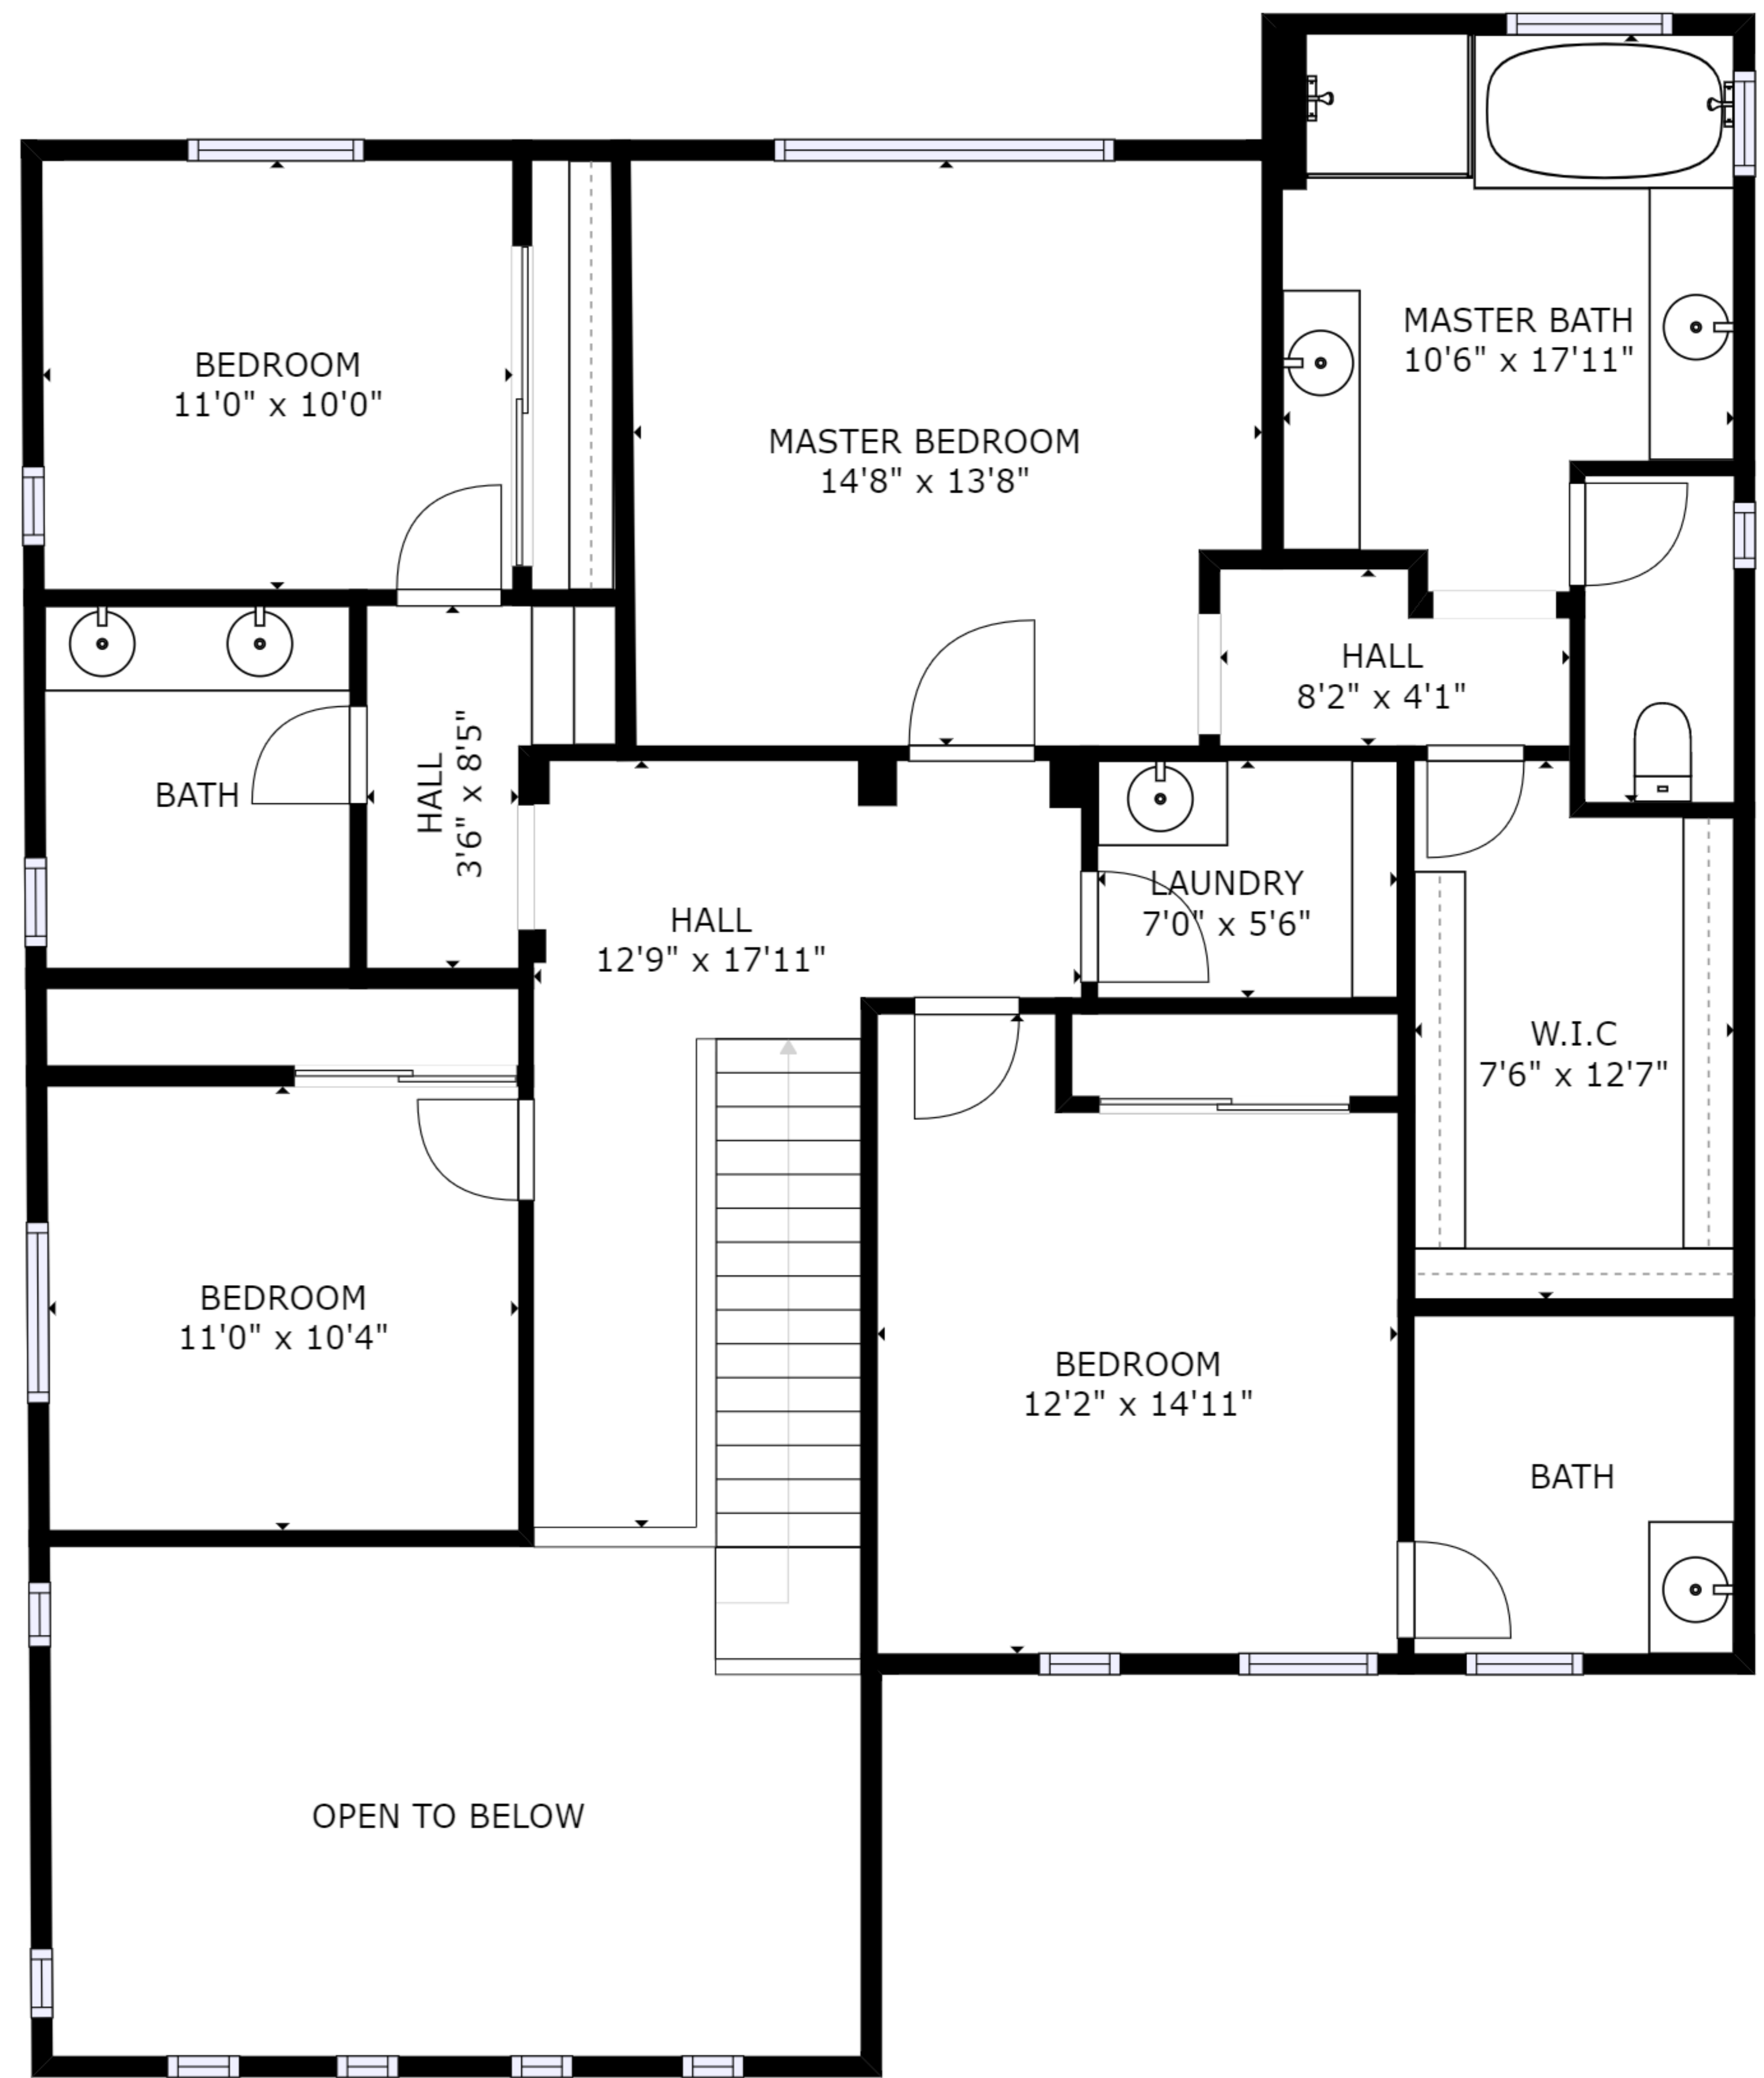 MASTER BATH
10'6" x 17'11"
BEDROOM
11'0" x 10'0"
MASTER BEDROOM
14'8" x 13'8"
HALL
8'2" x 4'1"
BATH
HALL
3'6" x 8'5"
LAUNDRY
7'0" x 5'6"
HALL
12'9" x 17'11"
W.I.C
7'6" x 12'7"
BEDROOM
11'0" x 10'4"
BEDROOM
12'2" x 14'11"
BATH
OPEN TO BELOW